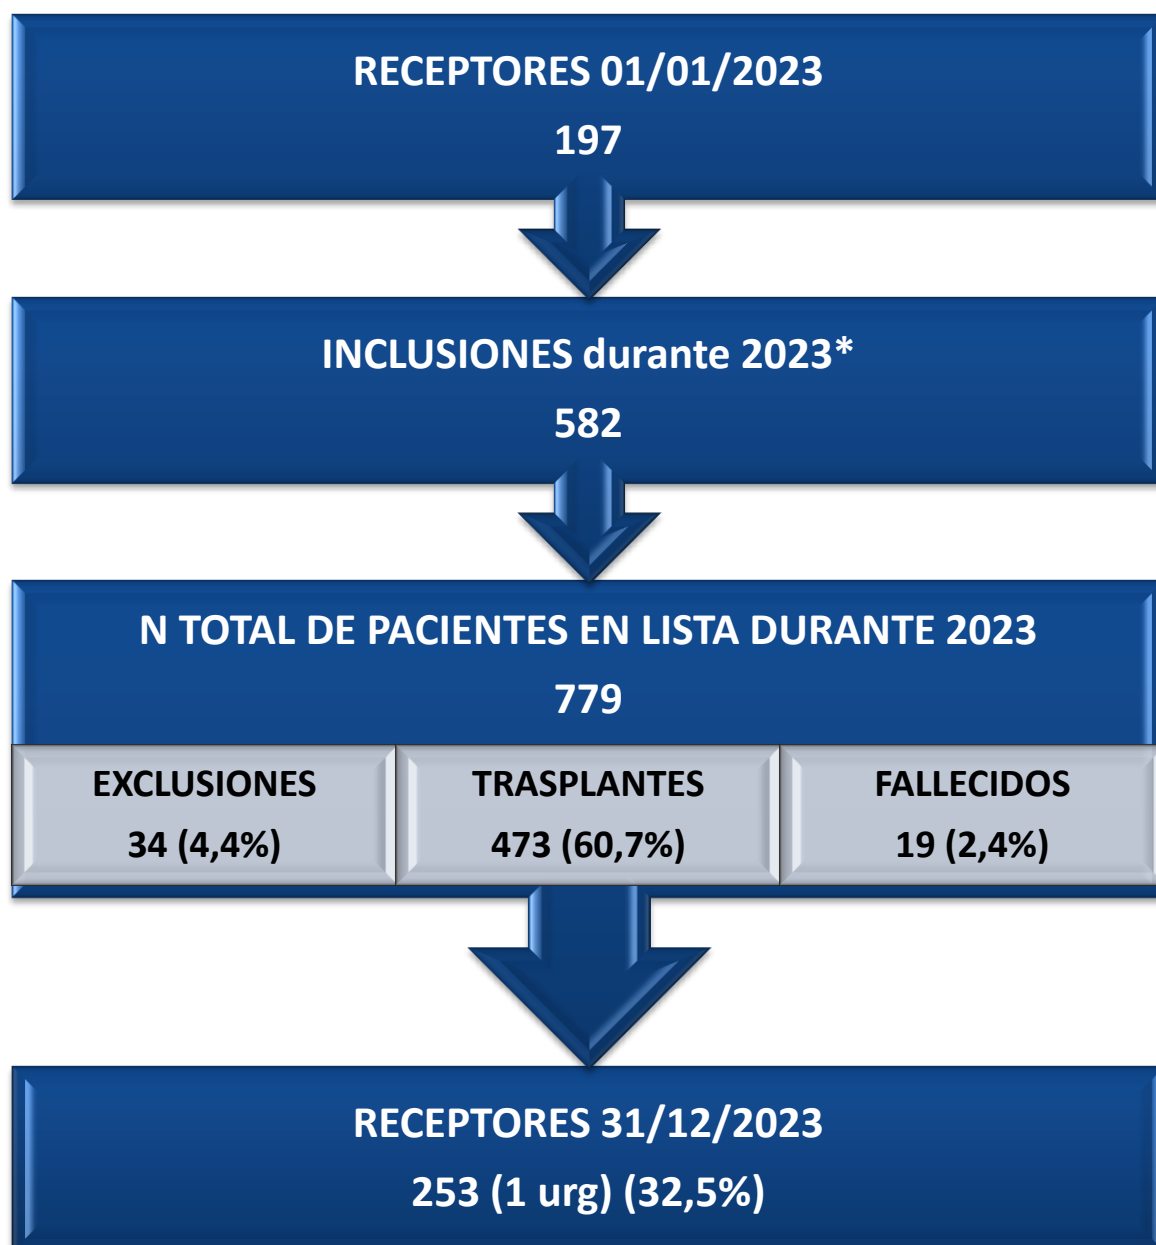 RECEPTORES 01/01/2023
197
INCLUSIONES durante 2023*
582
N TOTAL DE PACIENTES EN LISTA DURANTE 2023
779
EXCLUSIONES
34 (4,4%)
TRASPLANTES
473 (60,7%)
FALLECIDOS
19 (2,4%)
RECEPTORES 31/12/2023
253 (1 urg) (32,5%)